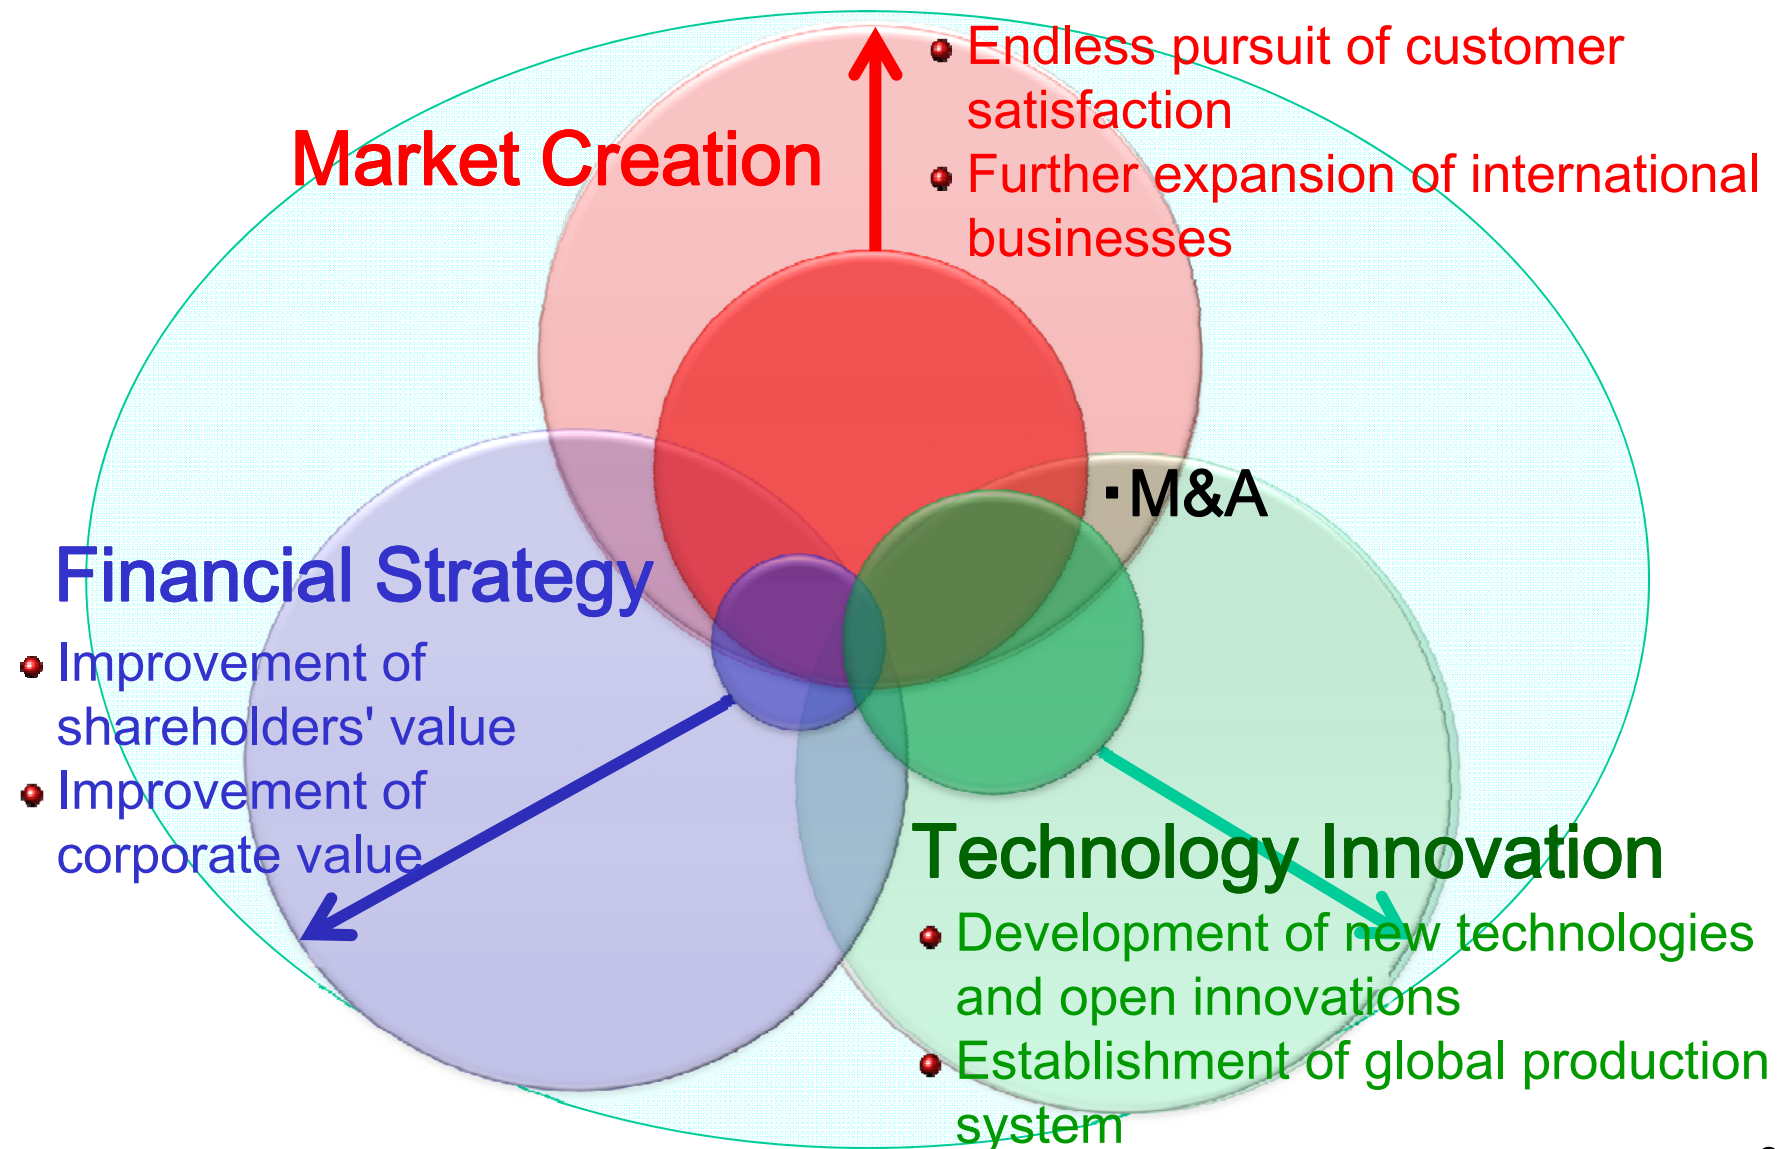 Market Creation
• Endless pursuit of customer
satisfaction
• Further expansion of international
businesses
・M&A
Financial Strategy
• Improvement of
shareholders' value
• Improvement of
corporate value
Technology Innovation
• Development of new technologies
and open innovations
• Establishment of global production
system